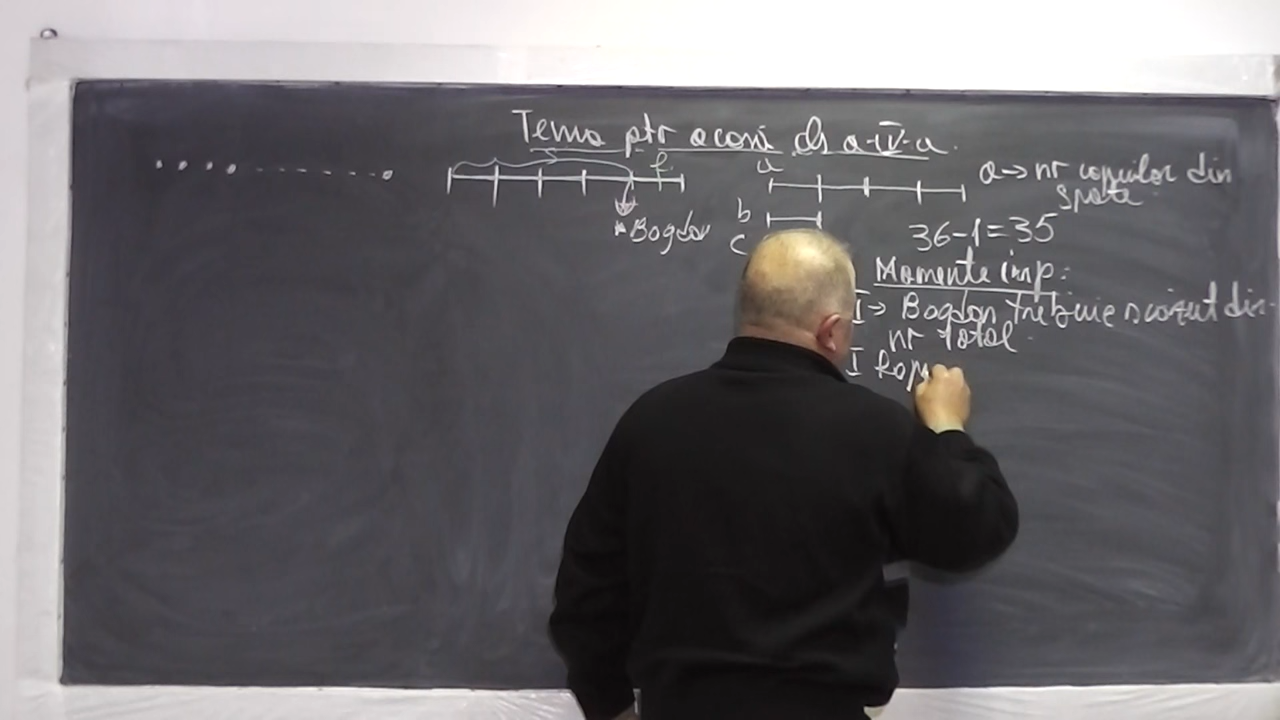 Tema ptr acasă cls a-IV-a.
f.
a
a → nr copiilor din
spate
b
• Bogdan
c
36-1=35
Momente imp:
I → Bogdan trebuie scăzut din
nr total.
I Rap